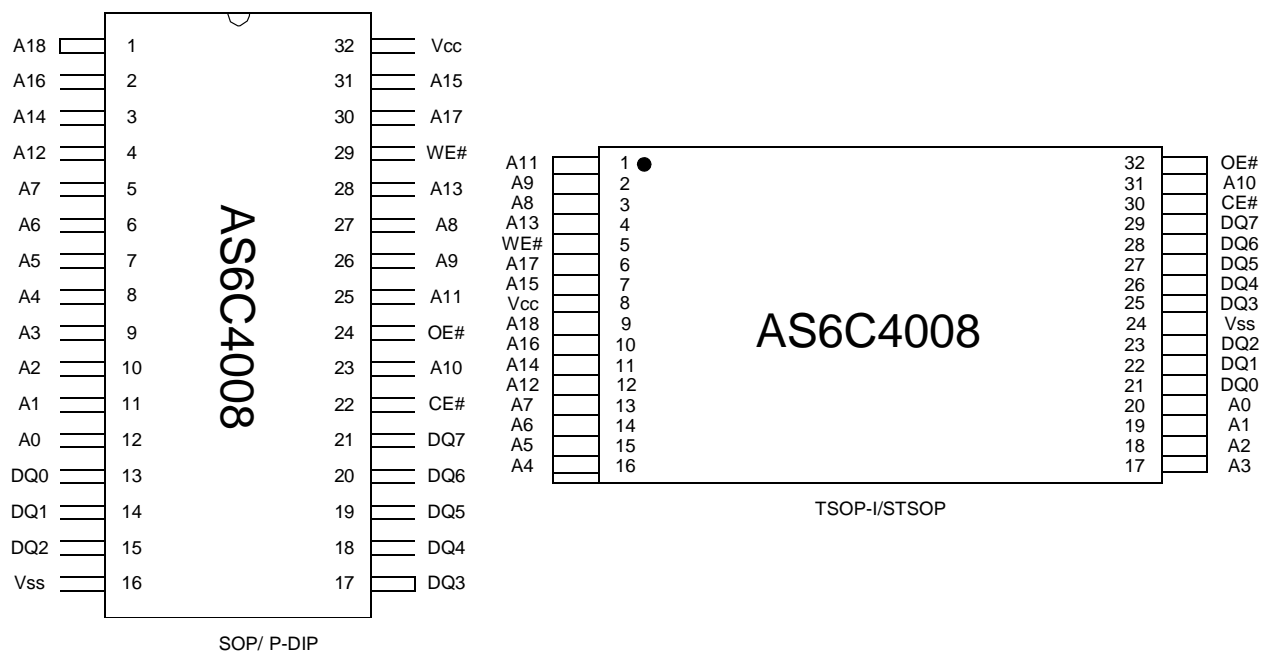 A18 1 32 Vcc
A16 2 31 A15
A14 3 30 A17
A12 4 29 WE#
A7 5 28 A13
A6 6 27 A8
A5 7 26 A9
A4 8 25 A11
A3 9 24 OE#
A2 10 23 A10
A1 11 22 CE#
A0 12 21 DQ7
DQ0 13 20 DQ6
DQ1 14 19 DQ5
DQ2 15 18 DQ4
Vss 16 17 DQ3
AS6C4008
SOP/ P-DIP
A11 1 32 OE#
A9 2 31 A10
A8 3 30 CE#
A13 4 29 DQ7
WE# 5 28 DQ6
A17 6 27 DQ5
A15 7 26 DQ4
Vcc 8 25 DQ3
A18 9 24 Vss
A16 10 23 DQ2
A14 11 22 DQ1
A12 12 21 DQ0
A7 13 20 A0
A6 14 19 A1
A5 15 18 A2
A4 16 17 A3
AS6C4008
TSOP-I/STSOP